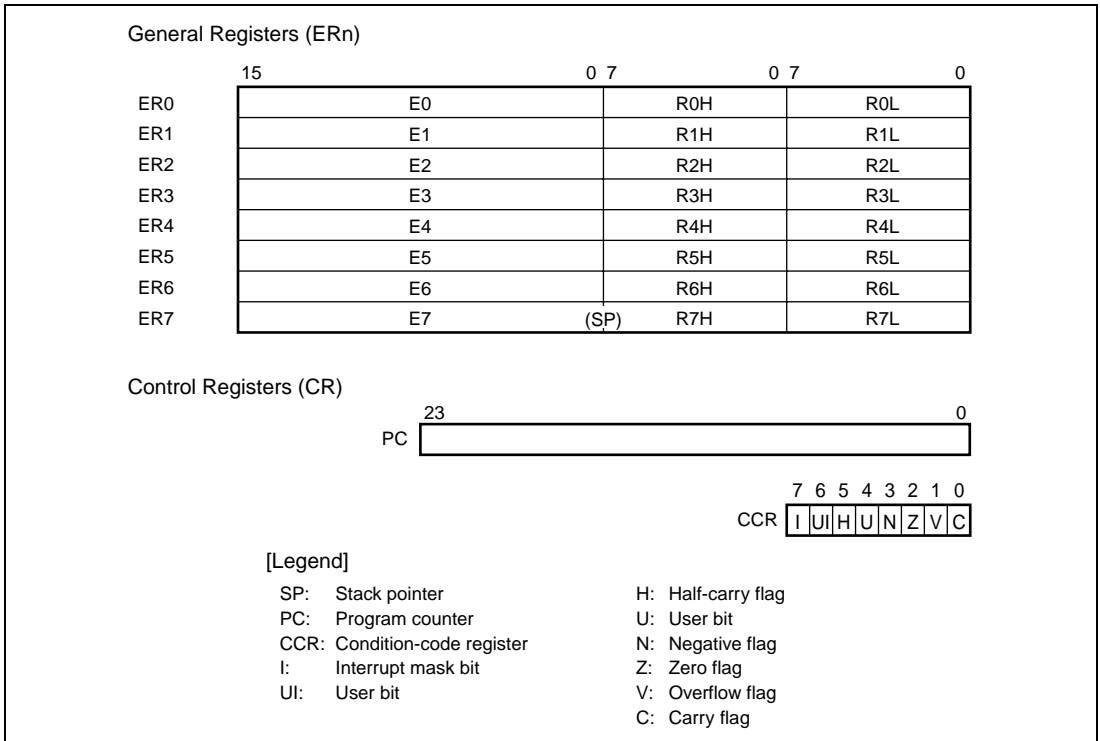 General Registers (ERn)
15 0 7 0 7 0
ER0 E0 R0H R0L
ER1 E1 R1H R1L
ER2 E2 R2H R2L
ER3 E3 R3H R3L
ER4 E4 R4H R4L
ER5 E5 R5H R5L
ER6 E6 R6H R6L
ER7 E7 (SP) R7H R7L
Control Registers (CR)
23 0
PC
7 6 5 4 3 2 1 0
CCR I UI H U N Z V C
[Legend]
SP: Stack pointer
PC: Program counter
CCR: Condition-code register
I: Interrupt mask bit
UI: User bit
H: Half-carry flag
U: User bit
N: Negative flag
Z: Zero flag
V: Overflow flag
C: Carry flag